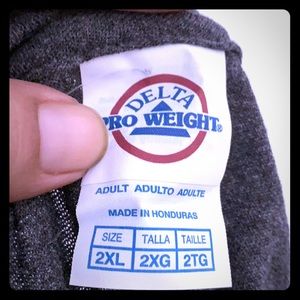 DELTA
PRO WEIGHT®
ADULT ADULTO ADULTE
MADE IN HONDURAS
SIZE TALLA TAILLE
2XL 2XG 2TG